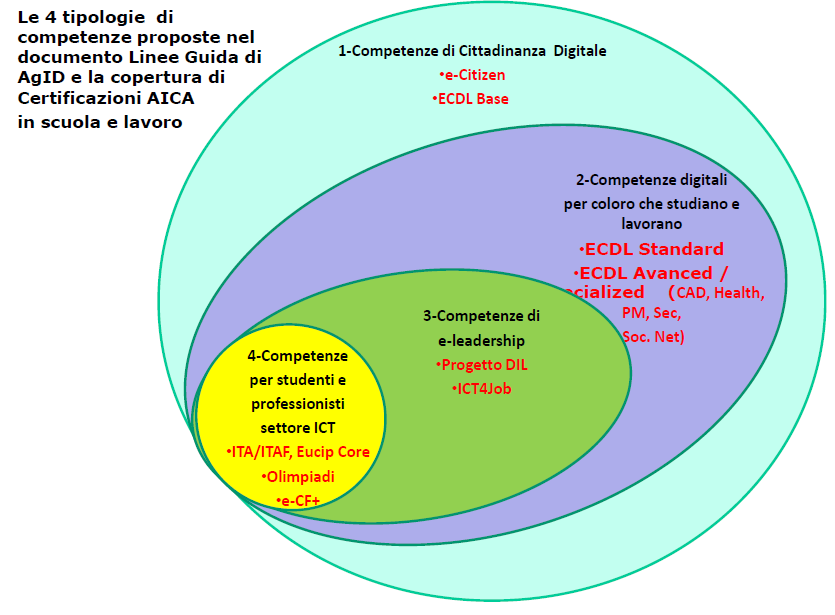 Le 4 tipologie di
competenze proposte nel
documento Linee Guida di
AgID e la copertura di
Certificazioni AICA
in scuola e lavoro
1-Competenze di Cittadinanza Digitale
•e-Citizen
•ECDL Base
2-Competenze digitali
per coloro che studiano e
lavorano
•ECDL Standard
•ECDL Avanced /
ecialized (CAD, Health,
PM, Sec,
Soc. Net)
3-Competenze di
e-leadership
•Progetto DIL
•ICT4Job
4-Competenze
per studenti e
professionisti
settore ICT
•ITA/ITAF, Eucip Core
•Olimpiadi
•e-CF+